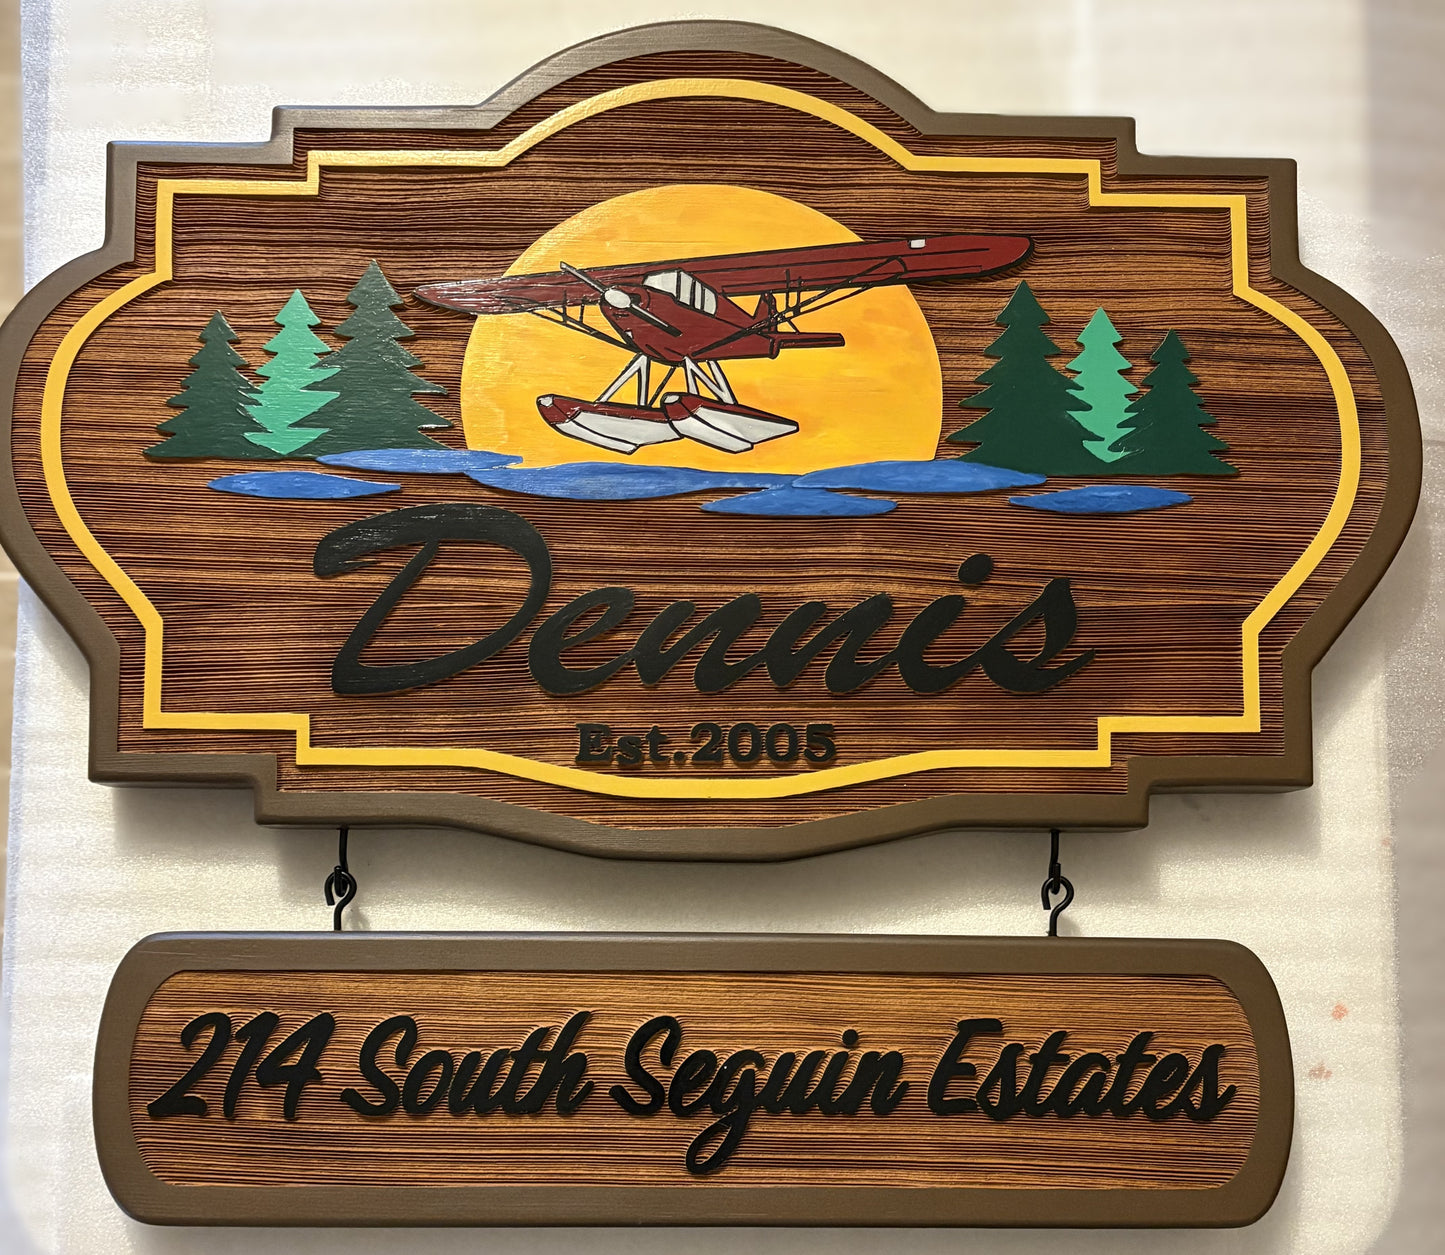 Dennis
Est.2005
214 South Seguin Estates